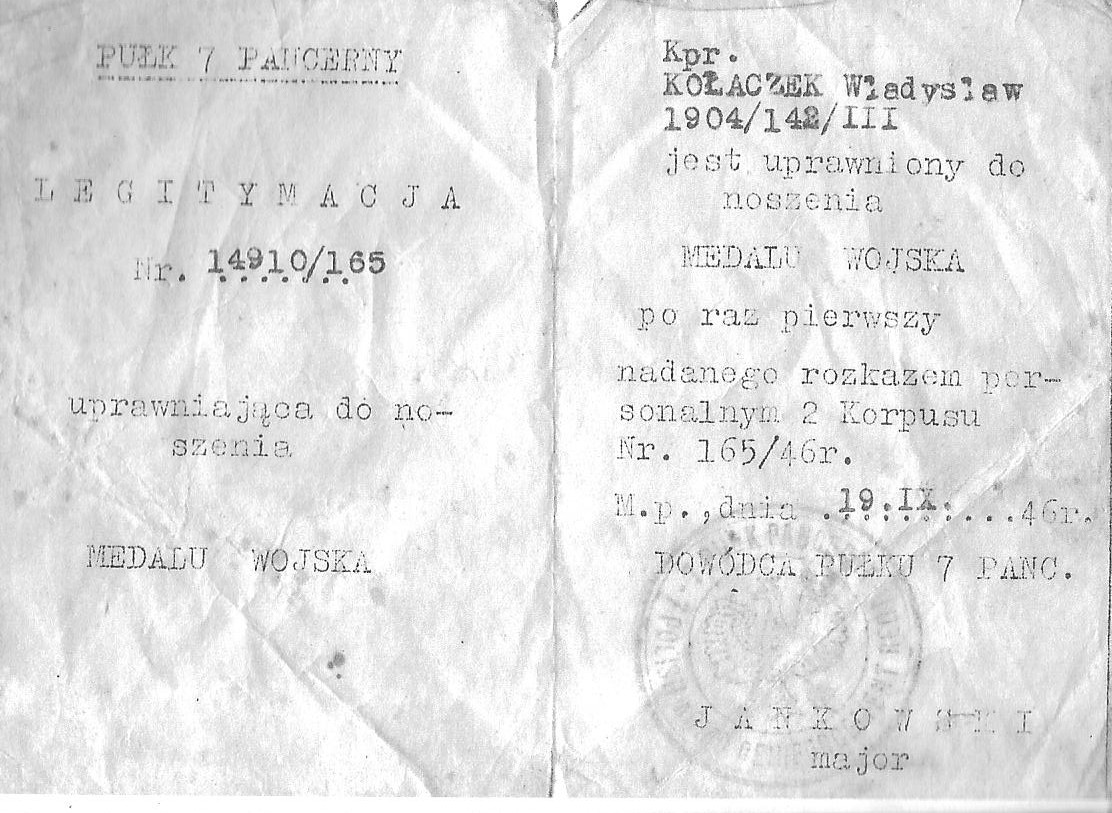 PUŁK 7 PANCERNY
LEGITYMACJA
Nr. 14910/165
uprawniająca do no-
szenia
MEDALU WOJSKA
Kpr.
KOŁACZEK Władysław
1904/142/III
jest uprawniony do
noszenia
MEDALU WOJSKA
po raz pierwszy
nadanego rozkazem per-
sonalnym 2 Korpusu
Nr. 165/46r.
M.p.,dnia .19.IX.....46r.
DOWÓDCA PUŁKU 7 PANC.
JANKOWSKI
major